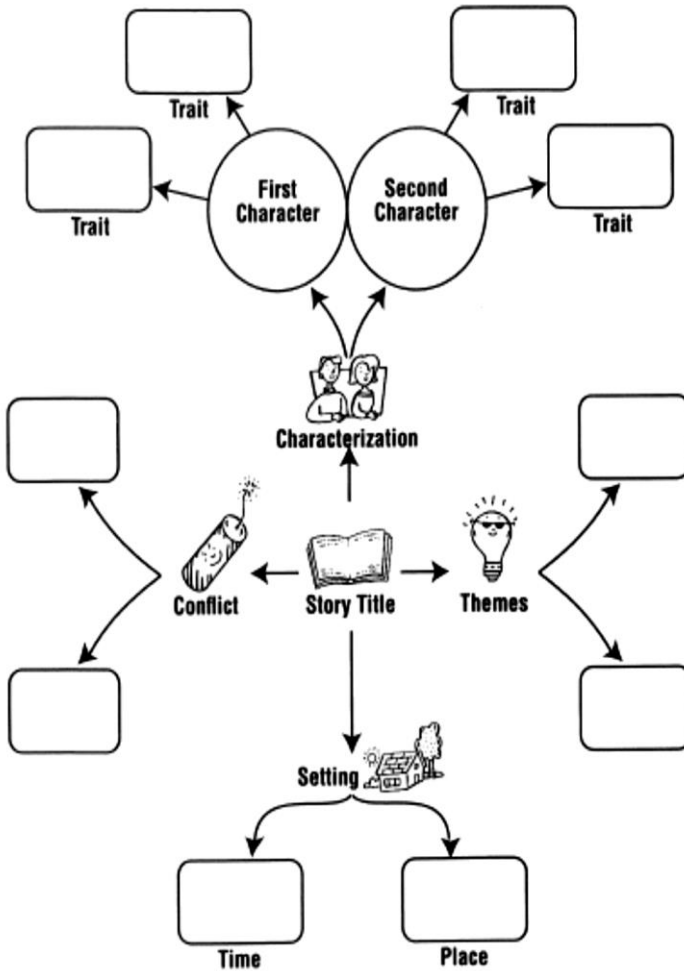 Trait
Trait
Trait
Trait
First
Character
Second
Character
Characterization
Conflict
Story Title
Themes
Setting
Time
Place